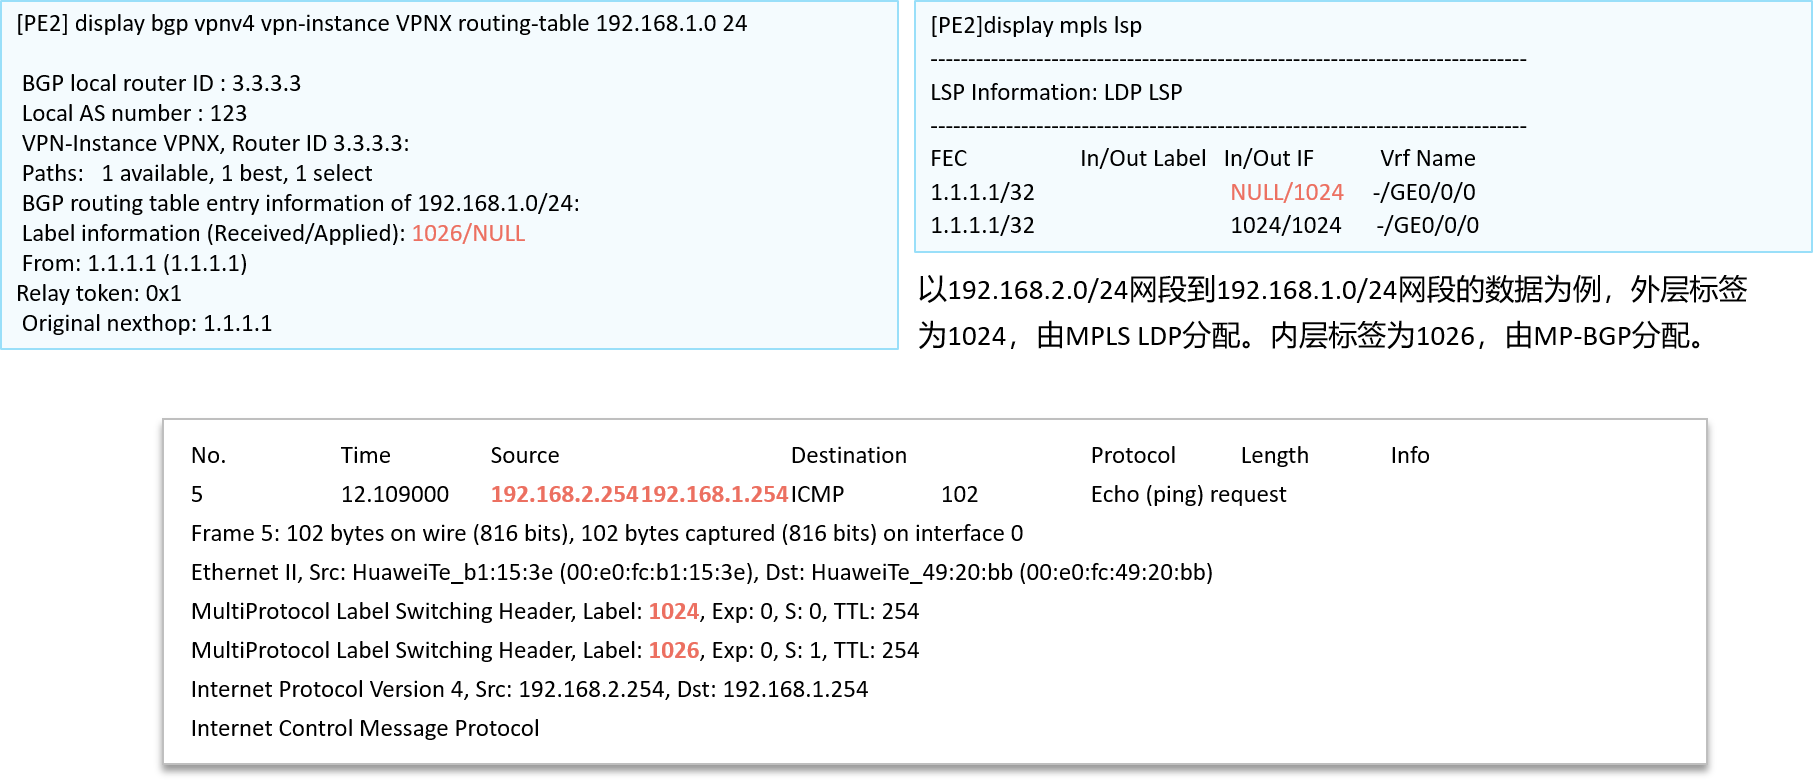 [PE2] display bgp vpnv4 vpn-instance VPNX routing-table 192.168.1.0 24
BGP local router ID : 3.3.3.3
Local AS number : 123
VPN-Instance VPNX, Router ID 3.3.3.3:
Paths: 1 available, 1 best, 1 select
BGP routing table entry information of 192.168.1.0/24:
Label information (Received/Applied): 1026/NULL
From: 1.1.1.1 (1.1.1.1)
Relay token: 0x1
Original nexthop: 1.1.1.1
[PE2]display mpls lsp
-------------------------------------------------------------------------------
LSP Information: LDP LSP
-------------------------------------------------------------------------------
FEC In/Out Label In/Out IF Vrf Name
1.1.1.1/32 NULL/1024 -/GE0/0/0
1.1.1.1/32 1024/1024 -/GE0/0/0
以192.168.2.0/24网段到192.168.1.0/24网段的数据为例，外层标签
为1024，由MPLS LDP分配。内层标签为1026，由MP-BGP分配。
No. Time Source Destination Protocol Length Info
5 12.109000 192.168.2.254 192.168.1.254 ICMP 102 Echo (ping) request
Frame 5: 102 bytes on wire (816 bits), 102 bytes captured (816 bits) on interface 0
Ethernet II, Src: HuaweiTe_b1:15:3e (00:e0:fc:b1:15:3e), Dst: HuaweiTe_49:20:bb (00:e0:fc:49:20:bb)
MultiProtocol Label Switching Header, Label: 1024, Exp: 0, S: 0, TTL: 254
MultiProtocol Label Switching Header, Label: 1026, Exp: 0, S: 1, TTL: 254
Internet Protocol Version 4, Src: 192.168.2.254, Dst: 192.168.1.254
Internet Control Message Protocol